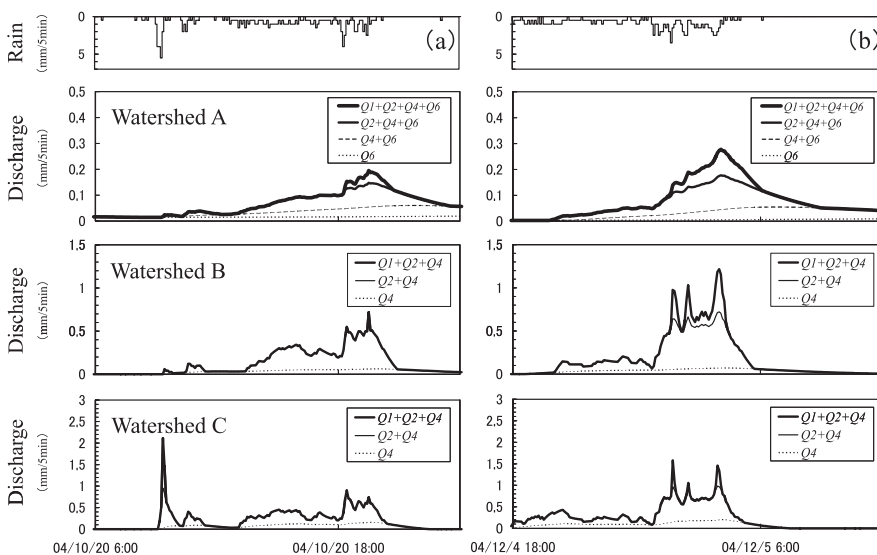 Rain
(mm/5min)
0
5
(a)
0
5
(b)
Discharge
(mm/5min)
0.5
0.4
0.3
0.2
0.1
0
Watershed A
Q1+Q2+Q4+Q6
Q2+Q4+Q6
Q4+Q6
Q6
0.5
0.4
0.3
0.2
0.1
0
Q1+Q2+Q4+Q6
Q2+Q4+Q6
Q4+Q6
Q6
Discharge
(mm/5min)
1.5
1
0.5
0
Watershed B
Q1+Q2+Q4
Q2+Q4
Q4
1.5
1
0.5
0
Q1+Q2+Q4
Q2+Q4
Q4
Discharge
(mm/5min)
3
2.5
2
1.5
1
0.5
0
Watershed C
Q1+Q2+Q4
Q2+Q4
Q4
3
2.5
2
1.5
1
0.5
0
Q1+Q2+Q4
Q2+Q4
Q4
04/10/20 6:00
04/10/20 18:00
04/12/4 18:00
04/12/5 6:00